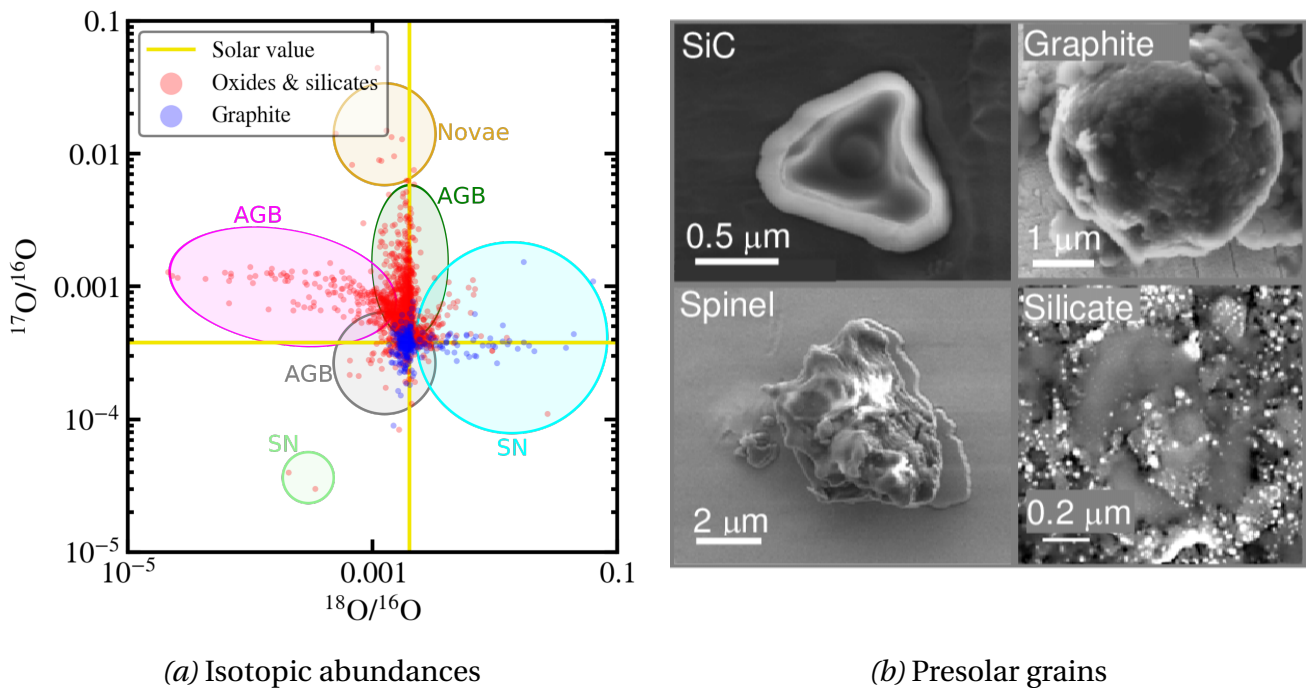 0.1
0.01
0.001
10⁻⁴
10⁻⁵
¹⁷O/¹⁶O
Solar value
Oxides & silicates
Graphite
Novae
AGB
AGB
AGB
SN
SN
10⁻⁵
0.001
0.1
¹⁸O/¹⁶O
(a) Isotopic abundances
SiC
0.5 μm
Graphite
1 μm
Spinel
2 μm
Silicate
0.2 μm
(b) Presolar grains